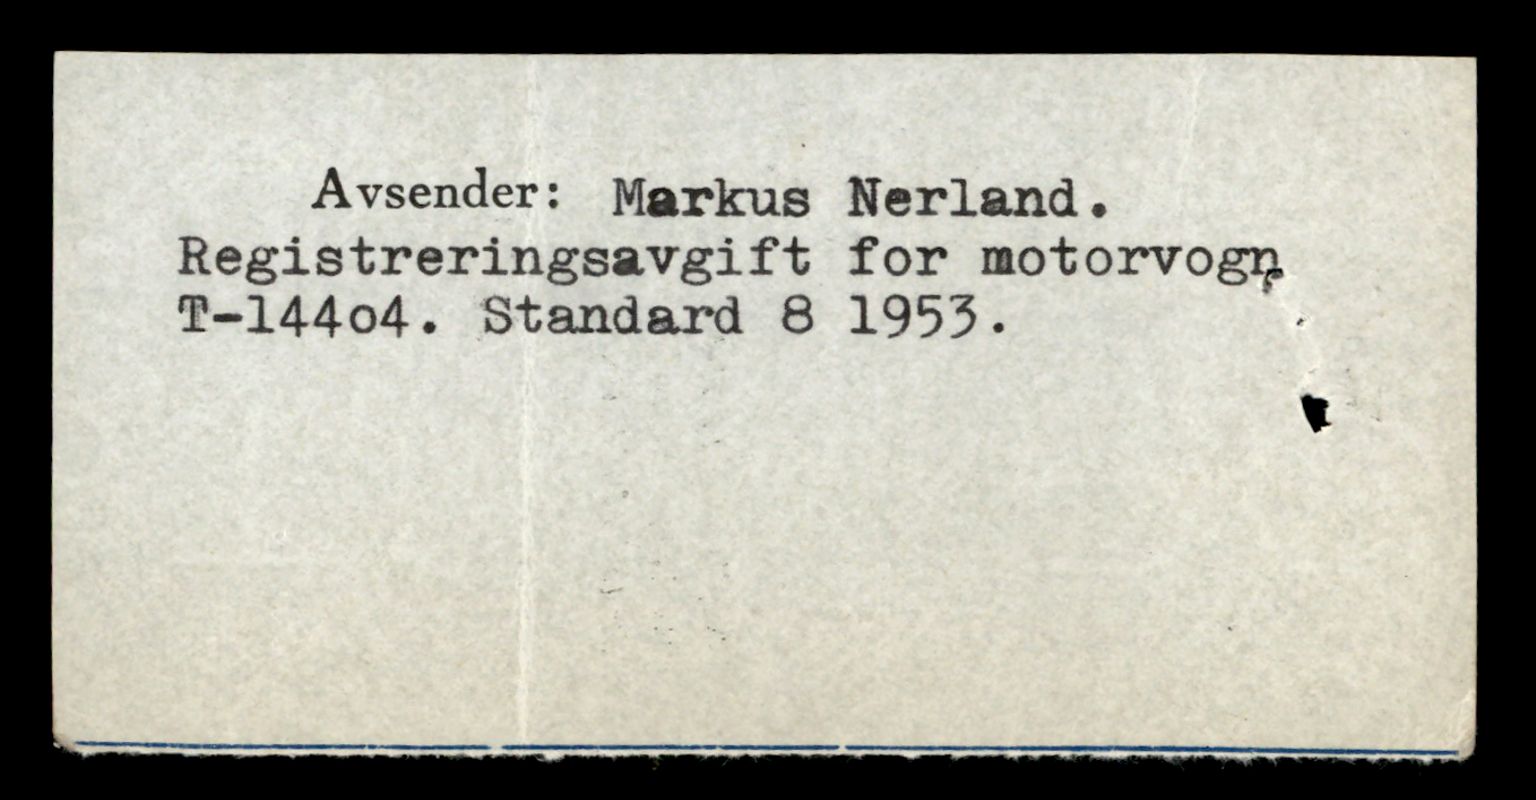 Avsender: Markus Nerland.
Registreringsavgift for motorvogn
T-144o4. Standard 8 1953.